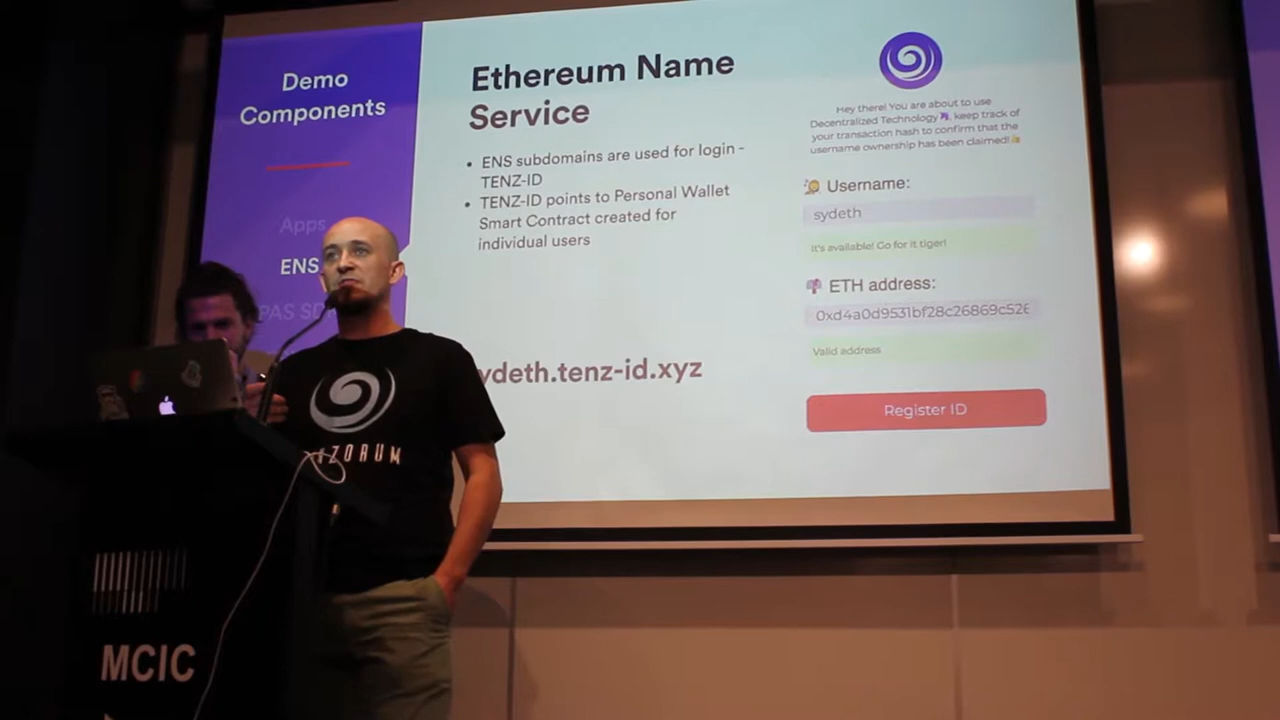 Demo
Components
Apps
ENS
PAS SD
Ethereum Name
Service
• ENS subdomains are used for login -
TENZ-ID
• TENZ-ID points to Personal Wallet
Smart Contract created for
individual users
ydeth.tenz-id.xyz
Hey there! You are about to use
Decentralized Technology🦄, keep track of
your transaction hash to confirm that the
username ownership has been claimed!👍
Username:
sydeth
It's available! Go for it tiger!
ETH address:
0xd4a0d9531bf28c26869c526
Valid address
Register ID
ZORUM
MCIC